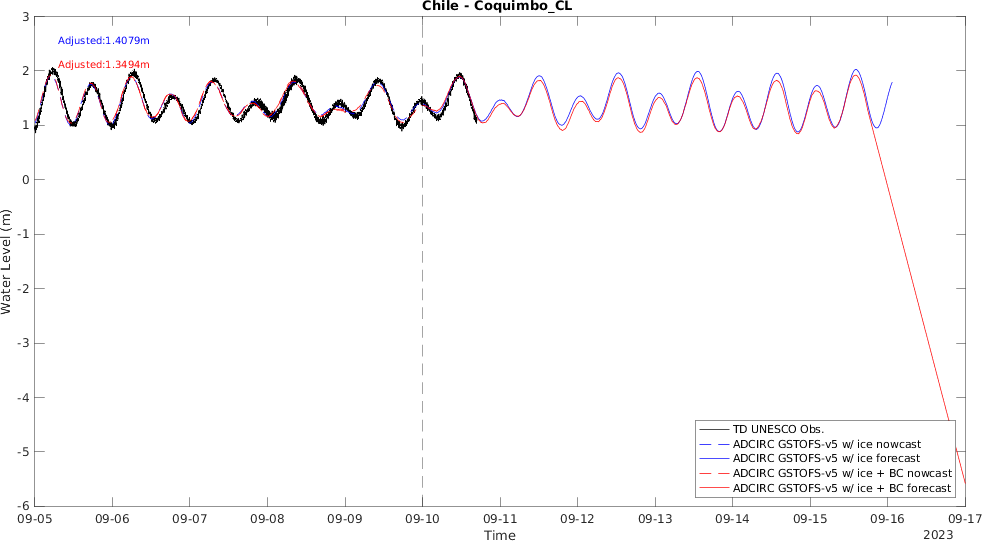 Chile - Coquimbo_CL
Adjusted:1.4079m
Adjusted:1.3494m
3
2
1
0
-1
-2
-3
-4
-5
-6
Water Level (m)
TD UNESCO Obs.
ADCIRC GSTOFS-v5 w/ ice nowcast
ADCIRC GSTOFS-v5 w/ ice forecast
ADCIRC GSTOFS-v5 w/ ice + BC nowcast
ADCIRC GSTOFS-v5 w/ ice + BC forecast
09-05 09-06 09-07 09-08 09-09 09-10 09-11 09-12 09-13 09-14 09-15 09-16 09-17
Time
2023